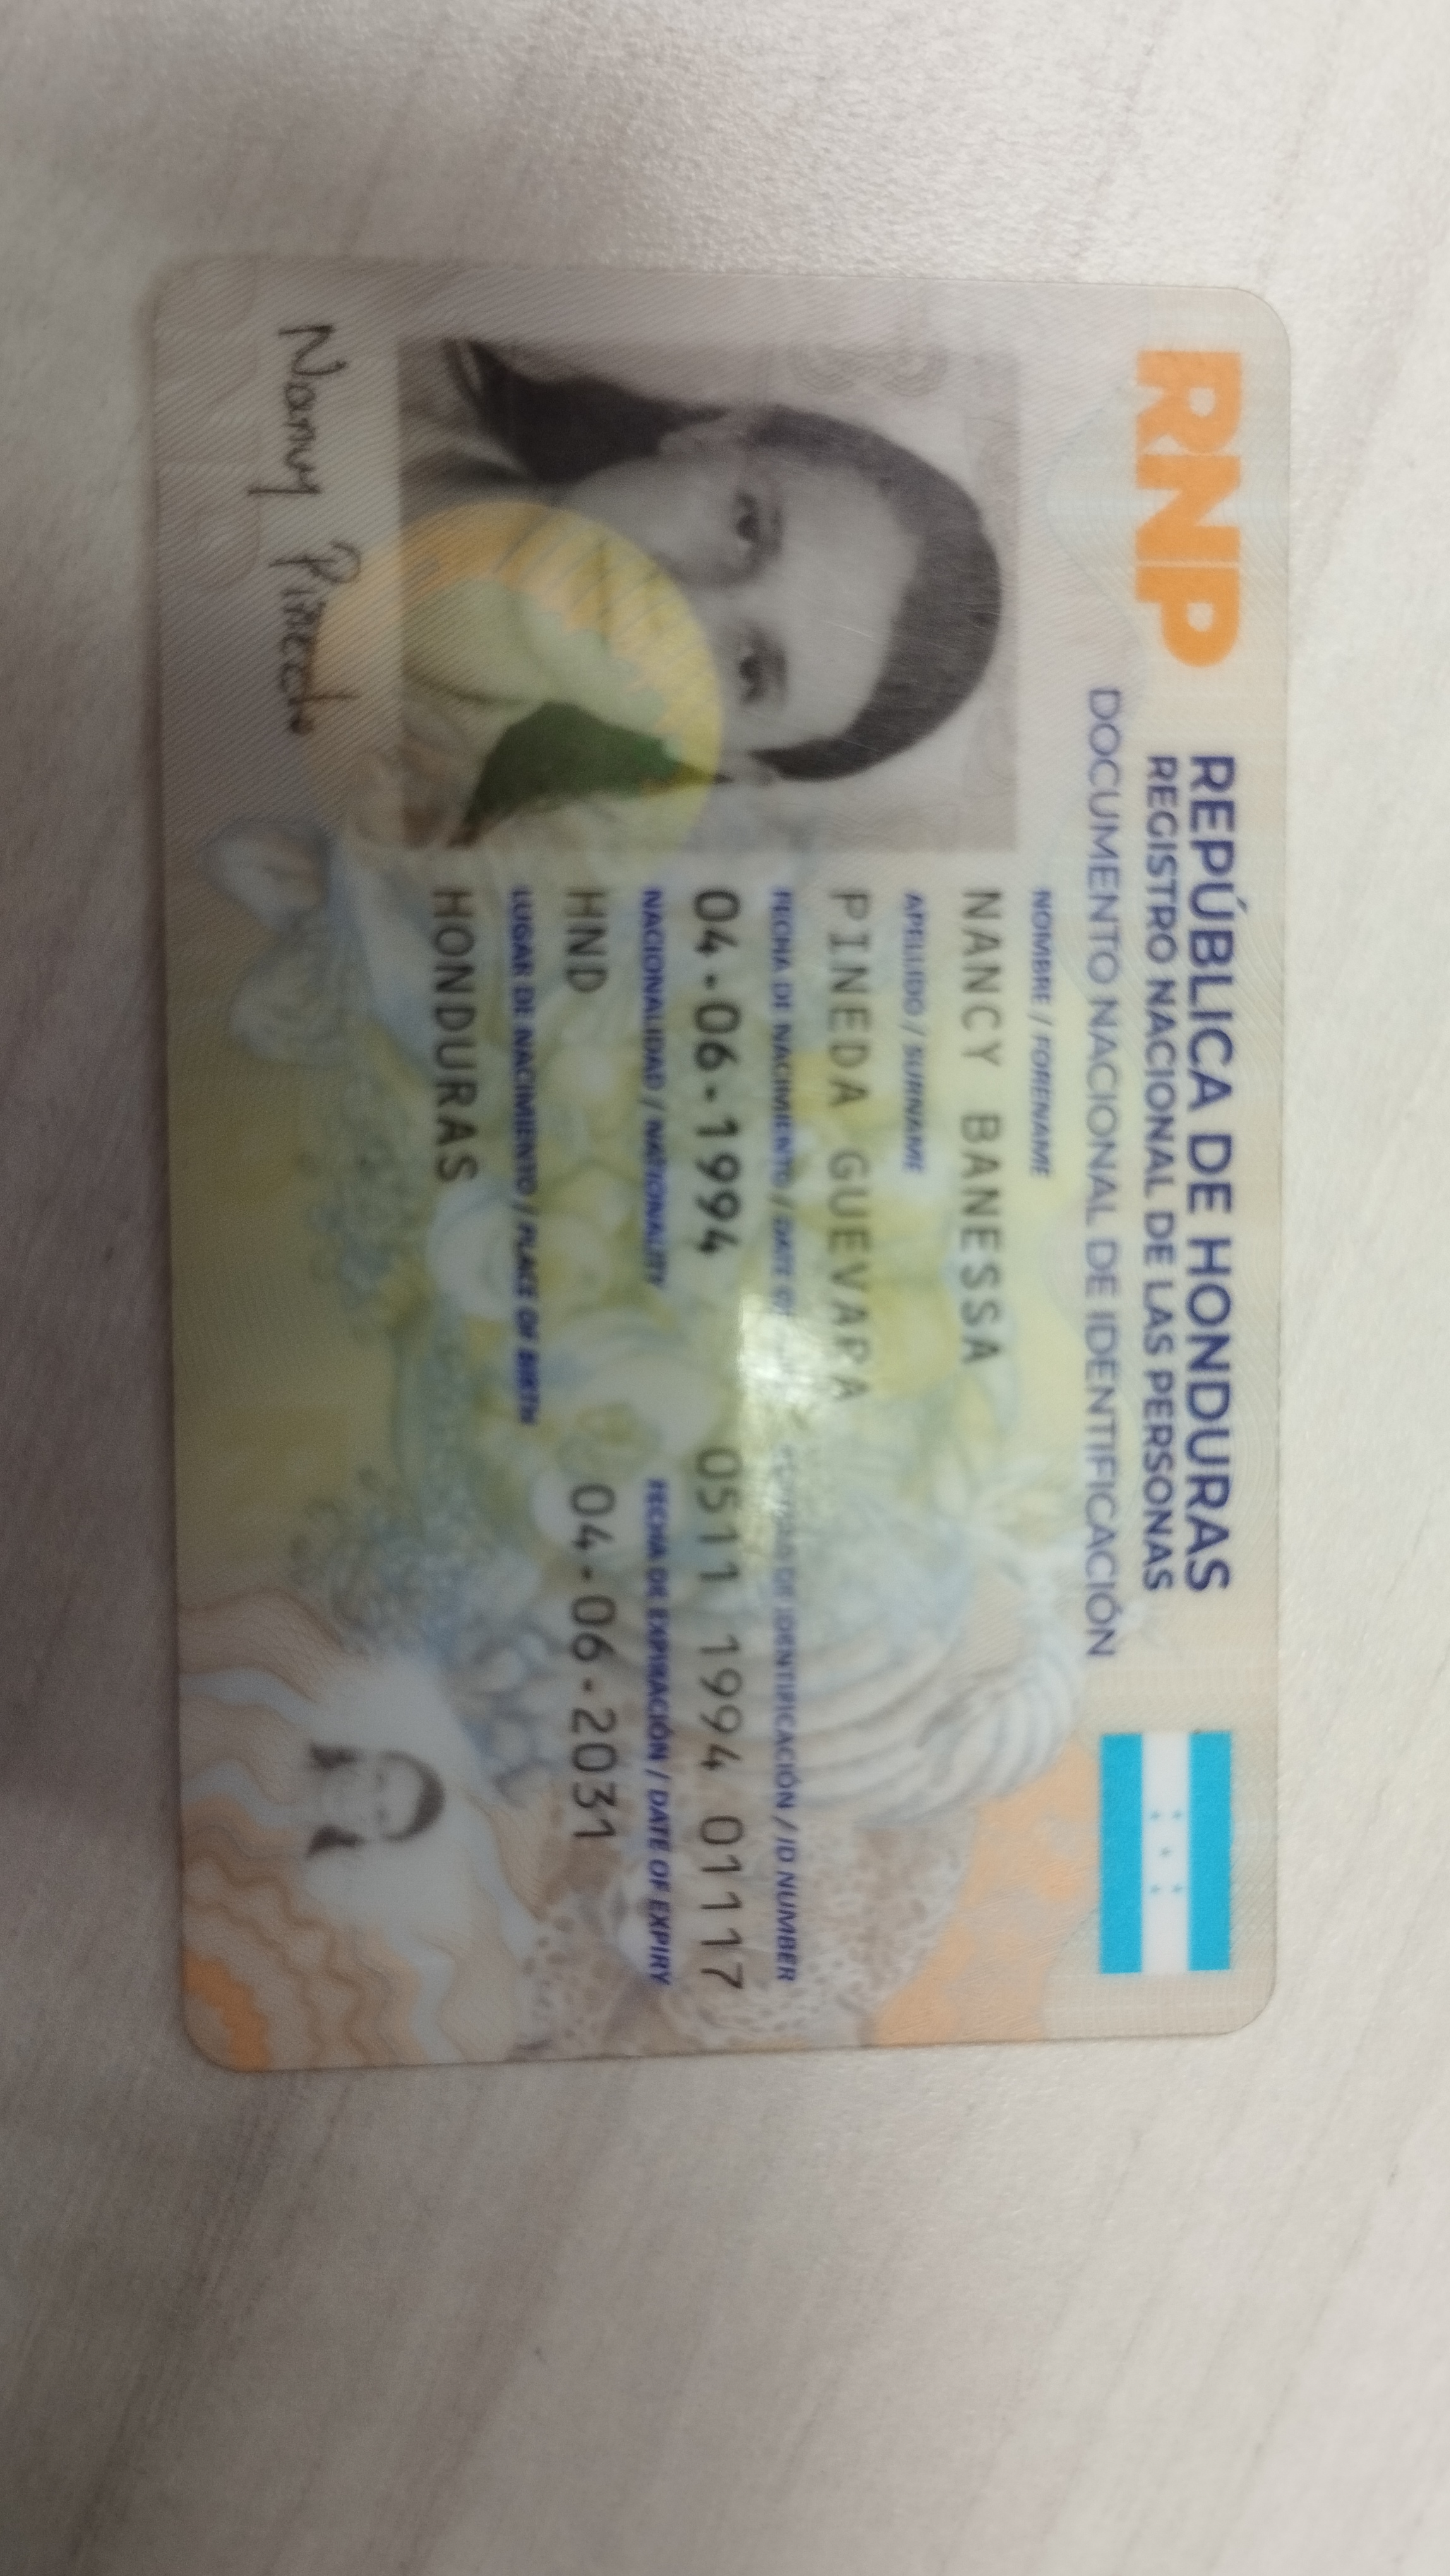 RNP
REPÚBLICA DE HONDURAS
REGISTRO NACIONAL DE LAS PERSONAS
DOCUMENTO NACIONAL DE IDENTIFICACIÓN
NOMBRE / FORENAME
NANCY BANESSA
APELLIDO / SURNAME
PINEDA GUEVARA
FECHA DE NACIMIENTO / DATE OF
DE IDENTIFICACIÓN / ID NUMBER
04-06-1994
0511 1994 01117
NACIONALIDAD / NATIONALITY
FECHA DE EXPIRACIÓN / DATE OF EXPIRY
HND
04-06-2031
LUGAR DE NACIMIENTO / PLACE OF BIRTH
HONDURAS
Nancy Pineda